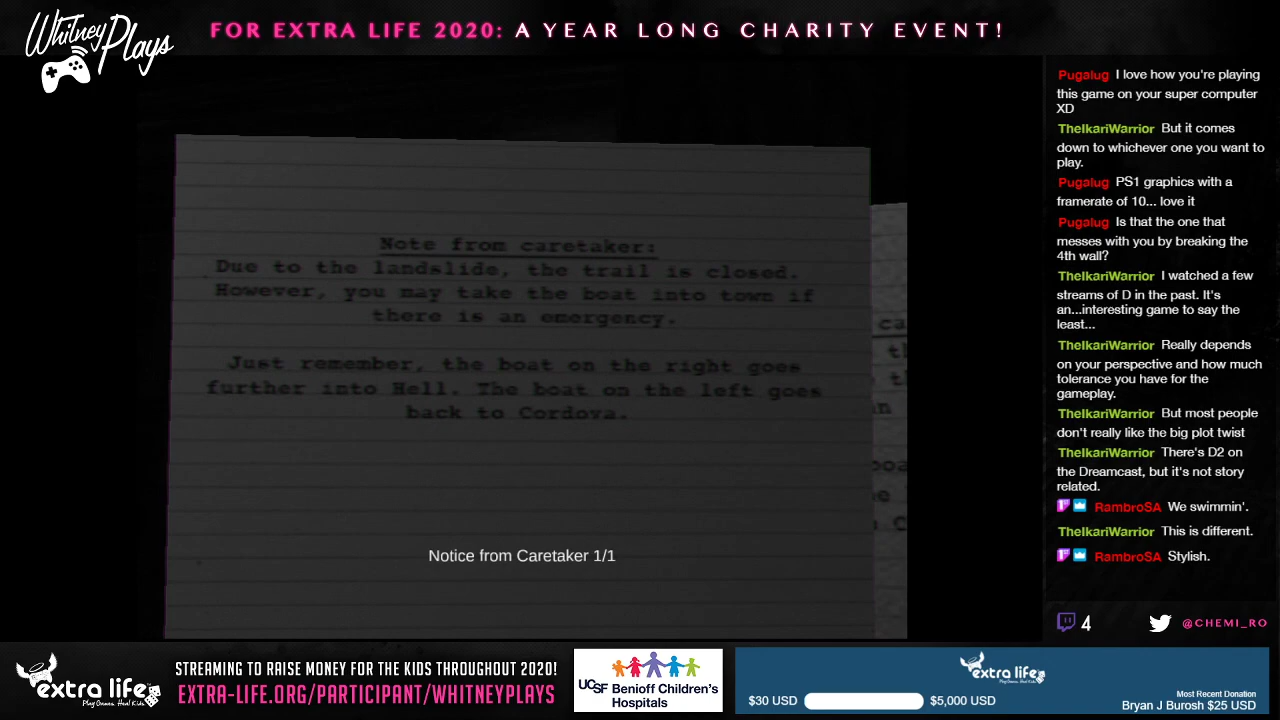 Whitney Plays
FOR EXTRA LIFE 2020: A YEAR LONG CHARITY EVENT!
Note from caretaker:
Due to the landslide, the trail is closed.
However, you may take the boat into town if
there is an emergency.
Just remember, the boat on the right goes
further into Hell. The boat on the left goes
back to Cordova.
Notice from Caretaker 1/1
Pugalug I love how you're playing
this game on your super computer
XD
TheIkariWarrior But it comes
down to whichever one you want to
play.
Pugalug PS1 graphics with a
framerate of 10... love it
Pugalug Is that the one that
messes with you by breaking the
4th wall?
TheIkariWarrior I watched a few
streams of D in the past. It's
an...interesting game to say the
least...
TheIkariWarrior Really depends
on your perspective and how much
tolerance you have for the
gameplay.
TheIkariWarrior But most people
don't really like the big plot twist
TheIkariWarrior There's D2 on
the Dreamcast, but it's not story
related.
RambroSA We swimmin'.
TheIkariWarrior This is different.
RambroSA Stylish.
4
@CHEMI_RO
extra life
Play Games. Heal Kids.
STREAMING TO RAISE MONEY FOR THE KIDS THROUGHOUT 2020!
EXTRA-LIFE.ORG/PARTICIPANT/WHITNEYPLAYS
UCSF Benioff Children's
Hospitals
extra life
Play Games. Heal Kids.
$30 USD
$5,000 USD
Most Recent Donation
Bryan J Burosh $25 USD